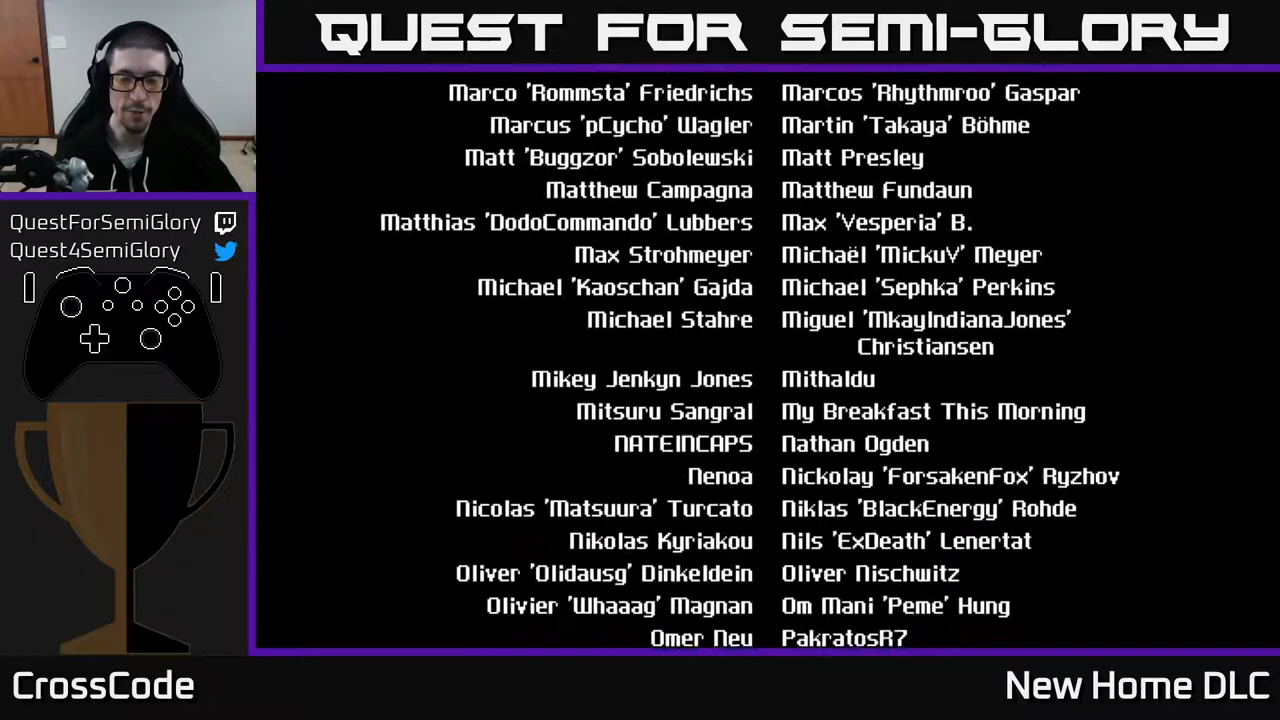 QUEST FOR SEMI-GLORY
QuestForSemiGlory
Quest4SemiGlory
Marco 'Rommsta' Friedrichs Marcos 'Rhythmroo' Gaspar
Marcus 'pCycho' Wagler Martin 'Takaya' Böhme
Matt 'Buggzor' Sobolewski Matt Presley
Matthew Campagna Matthew Fundaun
Matthias 'DodoCommando' Lubbers Max 'Vesperia' B.
Max Strohmeyer Michaël 'MickuV' Meyer
Michael 'Kaoschan' Gajda Michael 'Sephka' Perkins
Michael Stahre Miguel 'MkayIndianaJones'
Christiansen
Mikey Jenkyn Jones Mithaldu
Mitsuru Sangral My Breakfast This Morning
NATEINCAPS Nathan Ogden
Nenoa Nickolay 'ForsakenFox' Ryzhov
Nicolas 'Matsuura' Turcato Niklas 'BlackEnergy' Rohde
Nikolas Kyriakou Nils 'ExDeath' Lenertat
Oliver 'Olidausg' Dinkeldein Oliver Nischwitz
Olivier 'Whaaag' Magnan Om Mani 'Peme' Hung
Omer Neu PakratosR7
CrossCode
New Home DLC